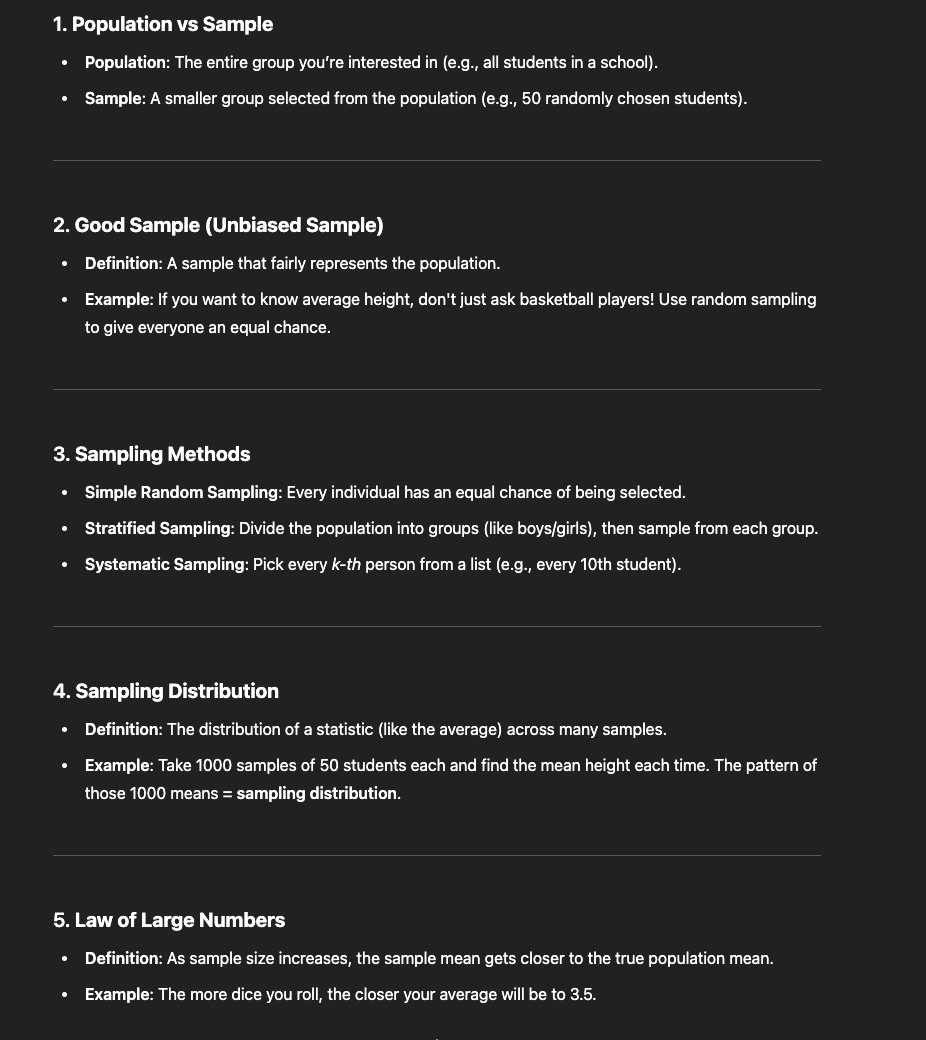 1. Population vs Sample
• Population: The entire group you’re interested in (e.g., all students in a school).
• Sample: A smaller group selected from the population (e.g., 50 randomly chosen students).
2. Good Sample (Unbiased Sample)
• Definition: A sample that fairly represents the population.
• Example: If you want to know average height, don't just ask basketball players! Use random sampling
to give everyone an equal chance.
3. Sampling Methods
• Simple Random Sampling: Every individual has an equal chance of being selected.
• Stratified Sampling: Divide the population into groups (like boys/girls), then sample from each group.
• Systematic Sampling: Pick every k-th person from a list (e.g., every 10th student).
4. Sampling Distribution
• Definition: The distribution of a statistic (like the average) across many samples.
• Example: Take 1000 samples of 50 students each and find the mean height each time. The pattern of
those 1000 means = sampling distribution.
5. Law of Large Numbers
• Definition: As sample size increases, the sample mean gets closer to the true population mean.
• Example: The more dice you roll, the closer your average will be to 3.5.